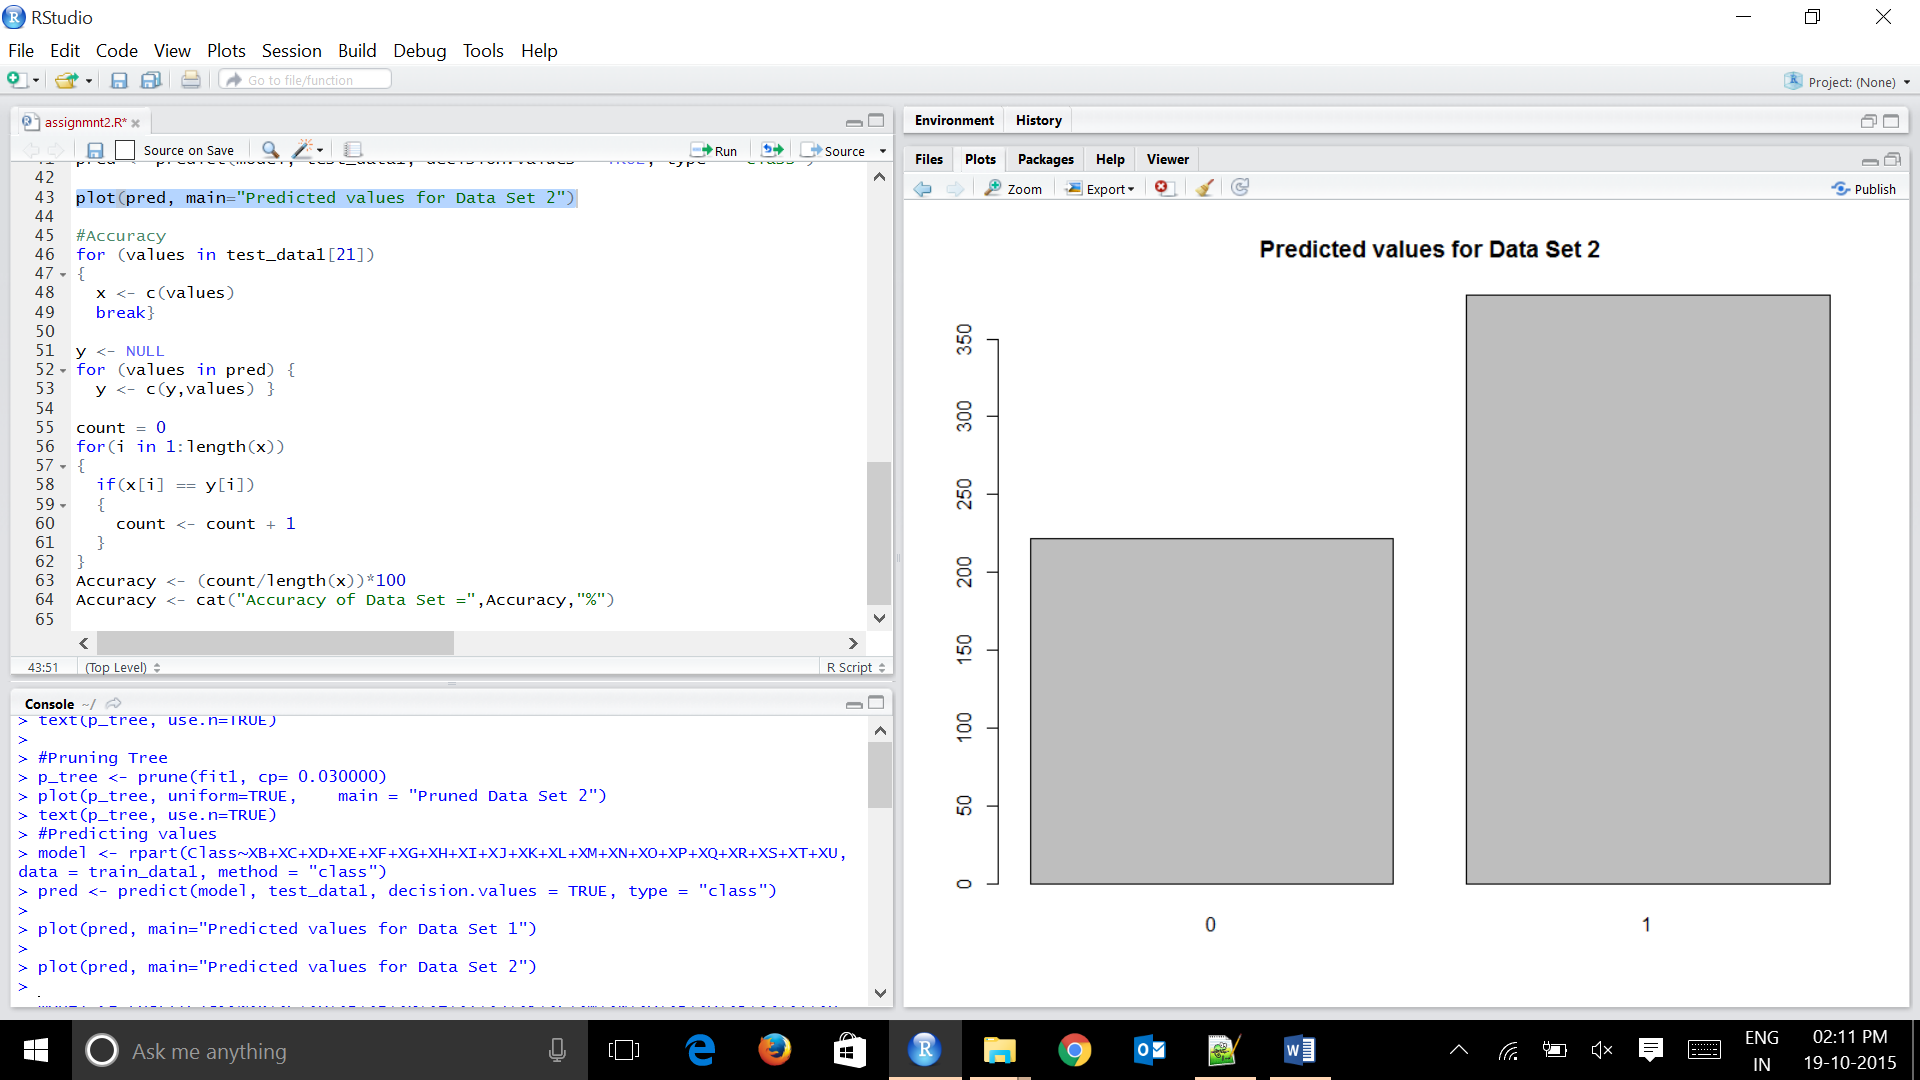 RStudio
File Edit Code View Plots Session Build Debug Tools Help
Go to file/function
Project: (None)
assignmnt2.R*
Source on Save Run Source
42
43 plot(pred, main="Predicted values for Data Set 2")
44
45 #Accuracy
46 for (values in test_data1[21])
47 {
48 x <- c(values)
49 break}
50
51 y <- NULL
52 for (values in pred) {
53 y <- c(y,values) }
54
55 count = 0
56 for(i in 1:length(x))
57 {
58 if(x[i] == y[i])
59 {
60 count <- count + 1
61 }
62 }
63 Accuracy <- (count/length(x))*100
64 Accuracy <- cat("Accuracy of Data Set =",Accuracy,"%")
65
43:51 (Top Level) R Script
Console ~/
> text(p_tree, use.n=TRUE)
>
> #Pruning Tree
> p_tree <- prune(fit1, cp= 0.030000)
> plot(p_tree, uniform=TRUE, main = "Pruned Data Set 2")
> text(p_tree, use.n=TRUE)
> #Predicting values
> model <- rpart(Class~XB+XC+XD+XE+XF+XG+XH+XI+XJ+XK+XL+XM+XN+XO+XP+XQ+XR+XS+XT+XU,
data = train_data1, method = "class")
> pred <- predict(model, test_data1, decision.values = TRUE, type = "class")
>
> plot(pred, main="Predicted values for Data Set 1")
>
> plot(pred, main="Predicted values for Data Set 2")
>
Environment History
Files Plots Packages Help Viewer
Zoom Export Publish
Predicted values for Data Set 2
350
300
250
200
150
100
50
0
0 1
Ask me anything
ENG
IN
02:11 PM
19-10-2015